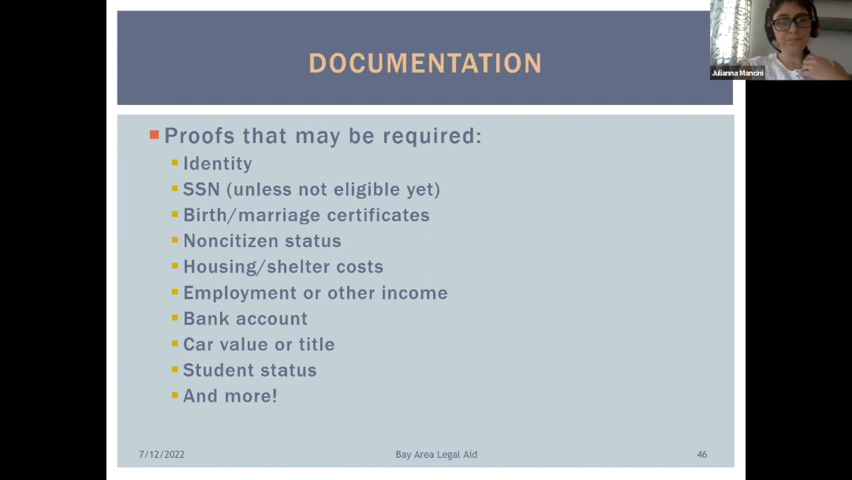 DOCUMENTATION
Julianna Mancini
Proofs that may be required:
Identity
SSN (unless not eligible yet)
Birth/marriage certificates
Noncitizen status
Housing/shelter costs
Employment or other income
Bank account
Car value or title
Student status
And more!
7/12/2022 Bay Area Legal Aid 46